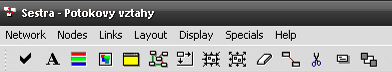 Sestra - Potokovy vztahy
Network Nodes Links Layout Display Specials Help
A